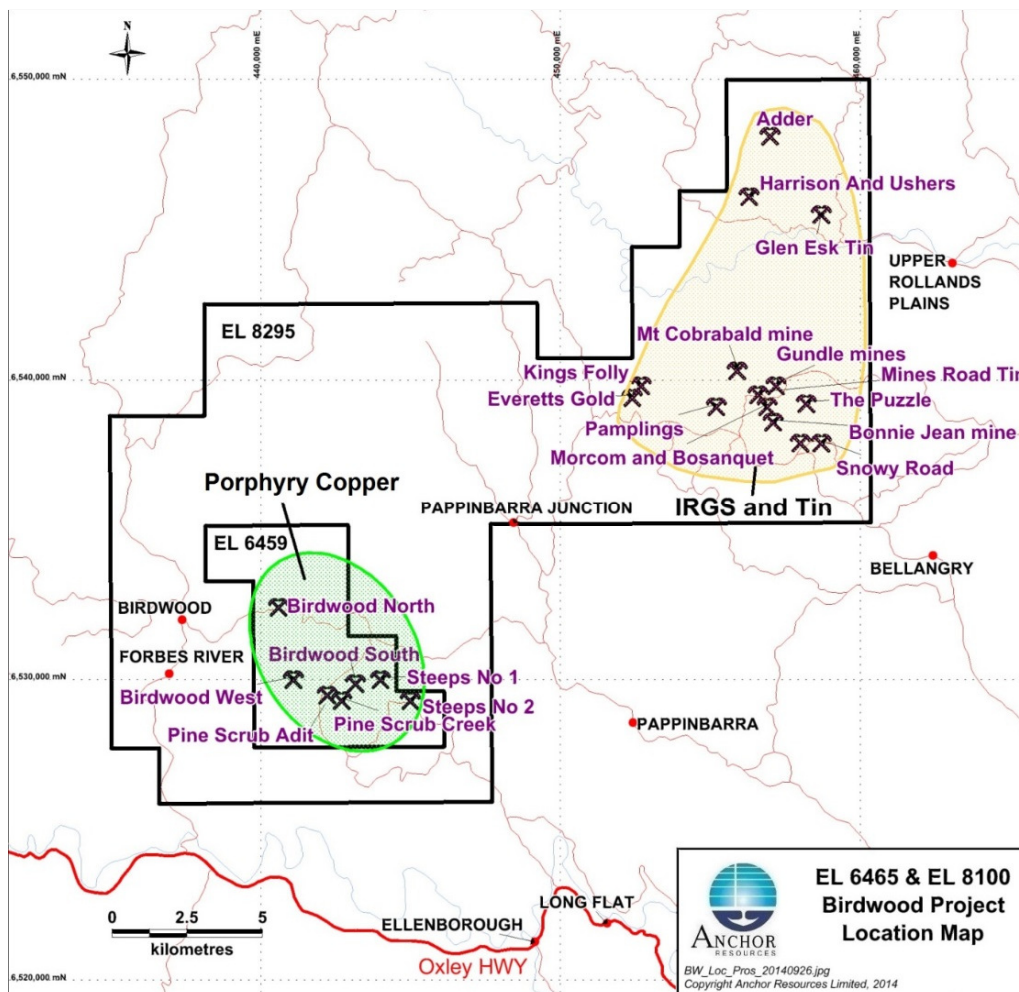 N
440,000 mE
450,000 mE
460,000 mE
6,550,000 mN
Adder
Harrison And Ushers
Glen Esk Tin
UPPER
ROLLANDS
PLAINS
EL 8295
Mt Cobrabald mine
Gundle mines
Kings Folly
Mines Road Tin
6,540,000 mN
Everetts Gold
The Puzzle
Pamplings
Bonnie Jean mine
Morcom and Bosanquet
Snowy Road
Porphyry Copper
IRGS and Tin
PAPPINBARRA JUNCTION
EL 6459
BELLANGRY
BIRDWOOD
Birdwood North
FORBES RIVER
Birdwood South
Steeps No 1
6,530,000 mN
Birdwood West
Steeps No 2
Pine Scrub Creek
Pine Scrub Adit
PAPPINBARRA
LONG FLAT
0 2.5 5
kilometres
ELLENBOROUGH
Oxley HWY
6,520,000 mN
EL 6465 & EL 8100
Birdwood Project
Location Map
ANCHOR
RESOURCES
BW_Loc_Pros_20140926.jpg
Copyright Anchor Resources Limited, 2014